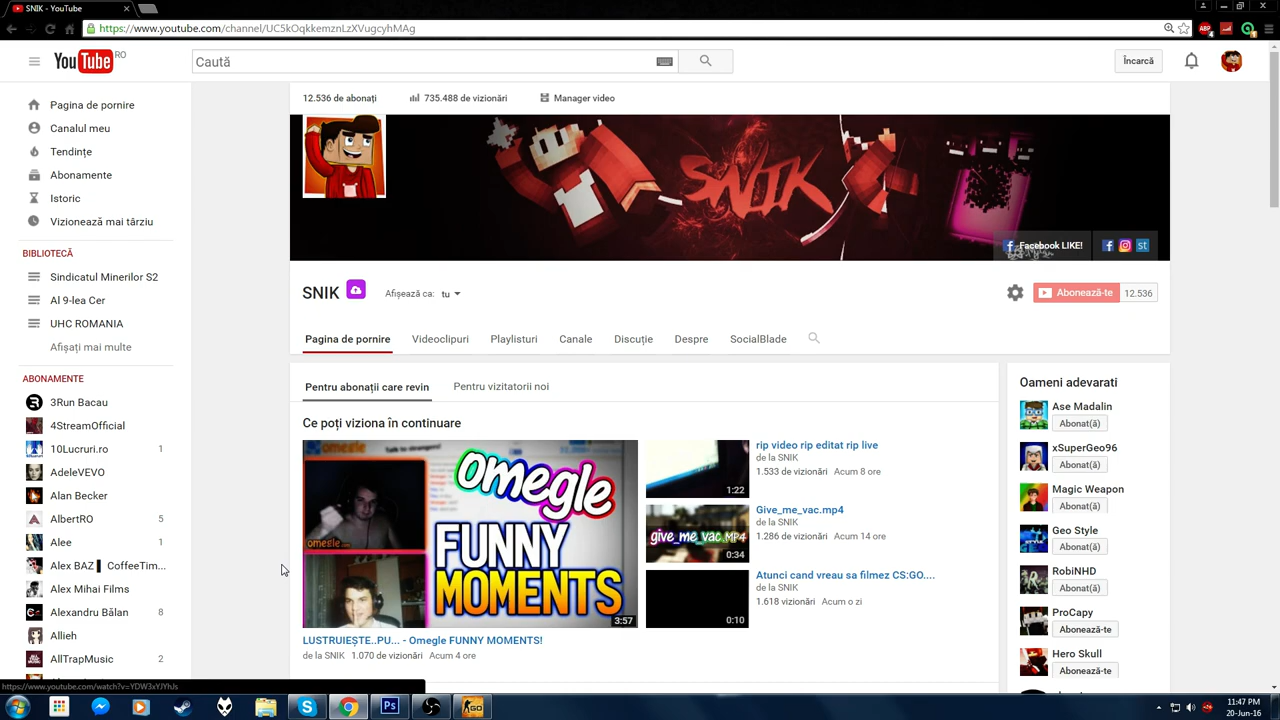 SNIK - YouTube
https://www.youtube.com/channel/UC5kOqkkemznLzXVugcyhMAg
YouTube RO
Caută
Încarcă
Pagina de pornire
Canalul meu
Tendințe
Abonamente
Istoric
Vizionează mai târziu
BIBLIOTECĂ
Sindicatul Minerilor S2
Al 9-lea Cer
UHC ROMANIA
Afișați mai multe
ABONAMENTE
3Run Bacau
4StreamOfficial
10Lucruri.ro 1
AdeleVEVO
Alan Becker
AlbertRO 5
Alee 1
Alex BAZ ▌ CoffeeTim...
Alex Mihai Films
Alexandru Bălan 8
Allieh
AllTrapMusic 2
12.536 de abonați 735.488 de vizionări Manager video
SNIK
Facebook LIKE!
SNIK Afișează ca: tu
Abonează-te 12.536
Pagina de pornire Videoclipuri Playlisturi Canale Discuție Despre SocialBlade
Pentru abonații care revin Pentru vizitatorii noi
Ce poți viziona în continuare
omegle
FUNNY
MOMENTS
omegle
3:57
LUSTRUIEȘTE..PU... - Omegle FUNNY MOMENTS!
de la SNIK 1.070 de vizionări Acum 4 ore
1:22
rip video rip editat rip live
de la SNIK
1.533 de vizionări Acum 8 ore
give_me_vac.MP4
0:34
Give_me_vac.mp4
de la SNIK
1.286 de vizionări Acum 14 ore
0:10
Atunci cand vreau sa filmez CS:GO....
de la SNIK
1.618 vizionări Acum o zi
Oameni adevarati
Ase Madalin
Abonat(ă)
xSuperGeo96
Abonat(ă)
Magic Weapon
Abonat(ă)
Geo Style
Abonat(ă)
RobiNHD
Abonat(ă)
ProCapy
Abonează-te
Hero Skull
Abonează-te
https://www.youtube.com/watch?v=YDW3xYJYhJs
11:47 PM
20-Jun-16